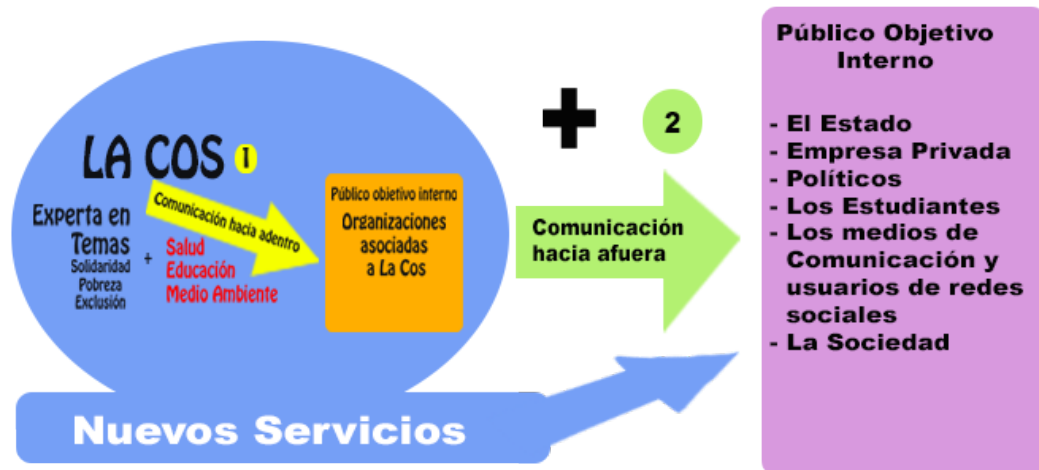 LA COS 1
Experta en
Temas
Solidaridad
Pobreza
Exclusión
+
Salud
Educación
Medio Ambiente
Comunicación hacia adentro
Público objetivo interno
Organizaciones
asociadas
a La Cos
2
Comunicación
hacia afuera
Nuevos Servicios
Público Objetivo
Interno
- El Estado
- Empresa Privada
- Políticos
- Los Estudiantes
- Los medios de
Comunicación y
usuarios de redes
sociales
- La Sociedad